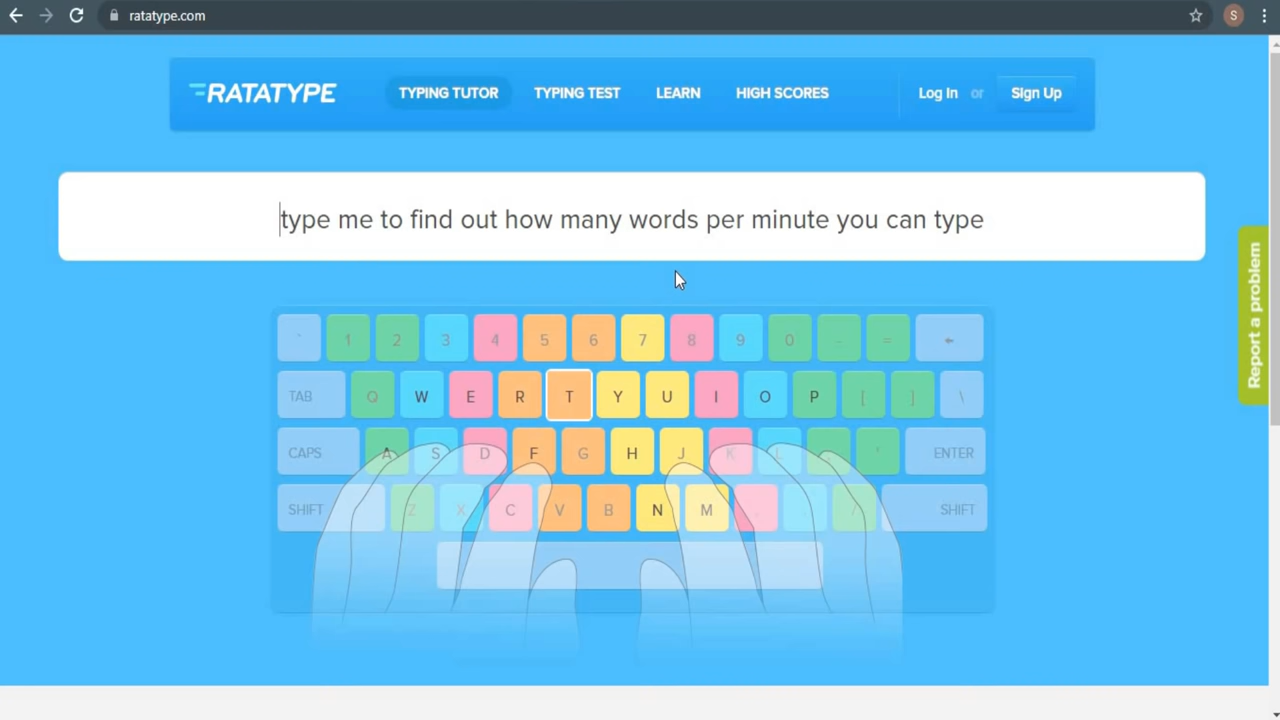 ratatype.com
S
RATATYPE
TYPING TUTOR TYPING TEST LEARN HIGH SCORES Log In or Sign Up
type me to find out how many words per minute you can type
Report a problem
` 1 2 3 4 5 6 7 8 9 0 - =
TAB Q W E R T Y U I O P [ ] \
CAPS A S D F G H J K L ; ' ENTER
SHIFT Z X C V B N M , . / SHIFT